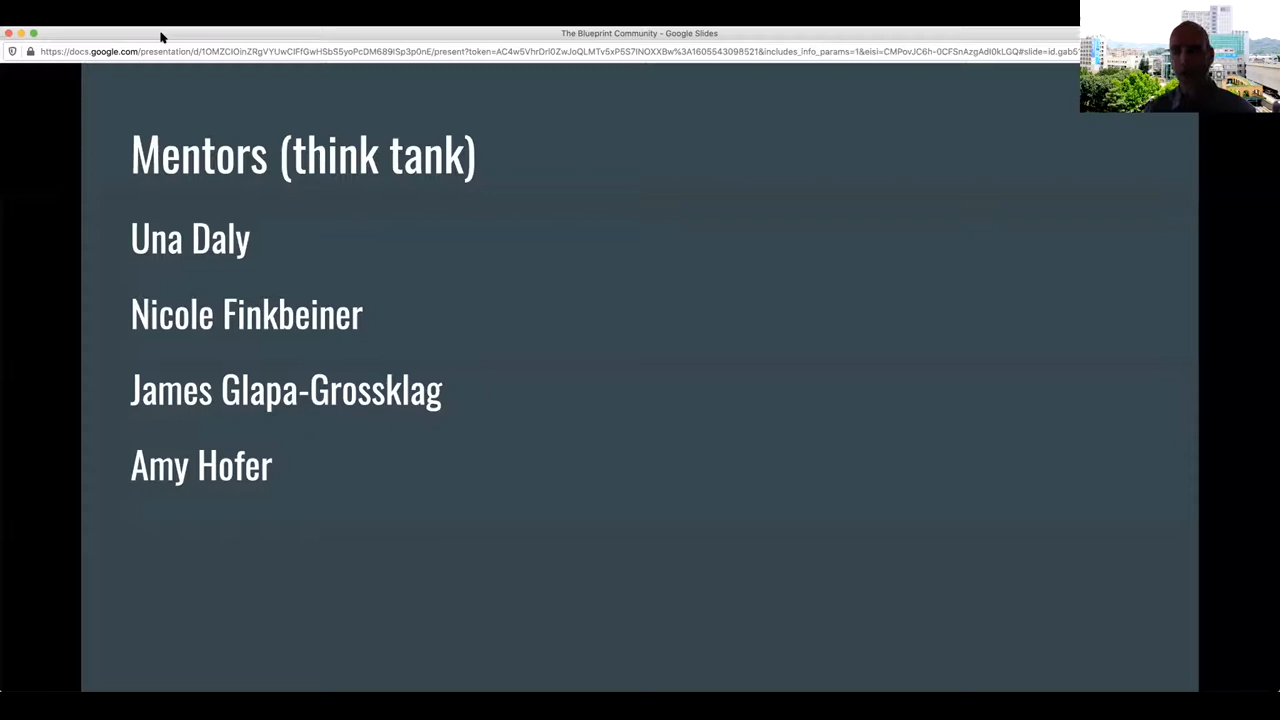 The Blueprint Community - Google Slides
Mentors (think tank)
Una Daly
Nicole Finkbeiner
James Glapa-Grossklag
Amy Hofer